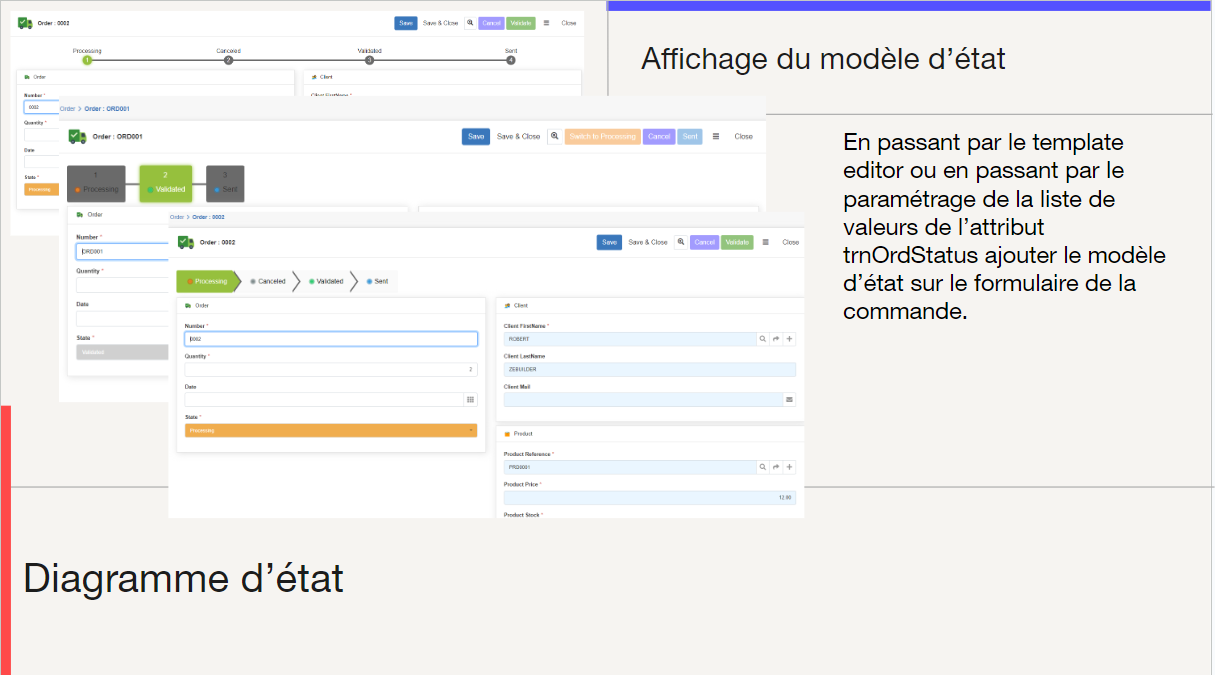 Order : 0002
Save Save & Close Cancel Validate Close
Processing Canceled Validated Sent
1 2 3 4
Order
Client
Number *
Client FirstName *
0002
Quantity *
Date
State *
Processing
Order > Order : ORD001
Order : ORD001
Save Save & Close Switch to Processing Cancel Sent Close
1 2 3
Processing Validated Sent
Order
Number *
ORD001
Quantity *
Date
State *
Validated
Order > Order : 0002
Order : 0002
Save Save & Close Cancel Validate Close
Processing Canceled Validated Sent
Order
Number *
0002
Quantity *
2
Date
State *
Processing
Client
Client FirstName *
ROBERT
Client LastName
ZEBUILDER
Client Mail
Product
Product Reference *
PRD0001
Product Price *
12.00
Product Stock *
Affichage du modèle d’état
En passant par le template
editor ou en passant par le
paramétrage de la liste de
valeurs de l’attribut
trnOrdStatus ajouter le modèle
d’état sur le formulaire de la
commande.
Diagramme d’état